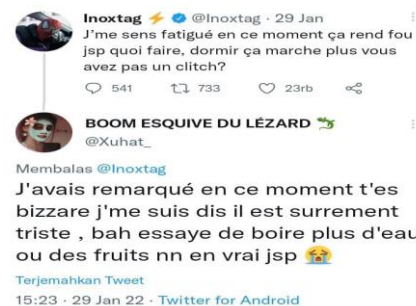 Inoxtag ⚡ @Inoxtag · 29 Jan
J'me sens fatigué en ce moment ça rend fou
jsp quoi faire, dormir ça marche plus vous
avez pas un clitch?
541 733 23rb
BOOM ESQUIVE DU LÉZARD 🦎
@Xuhat_
Membalas @Inoxtag
J'avais remarqué en ce moment t'es
bizzare j'me suis dis il est surrement
triste , bah essaye de boire plus d'eau
ou des fruits nn en vrai jsp 😭
Terjemahkan Tweet
15:23 · 29 Jan 22 · Twitter for Android